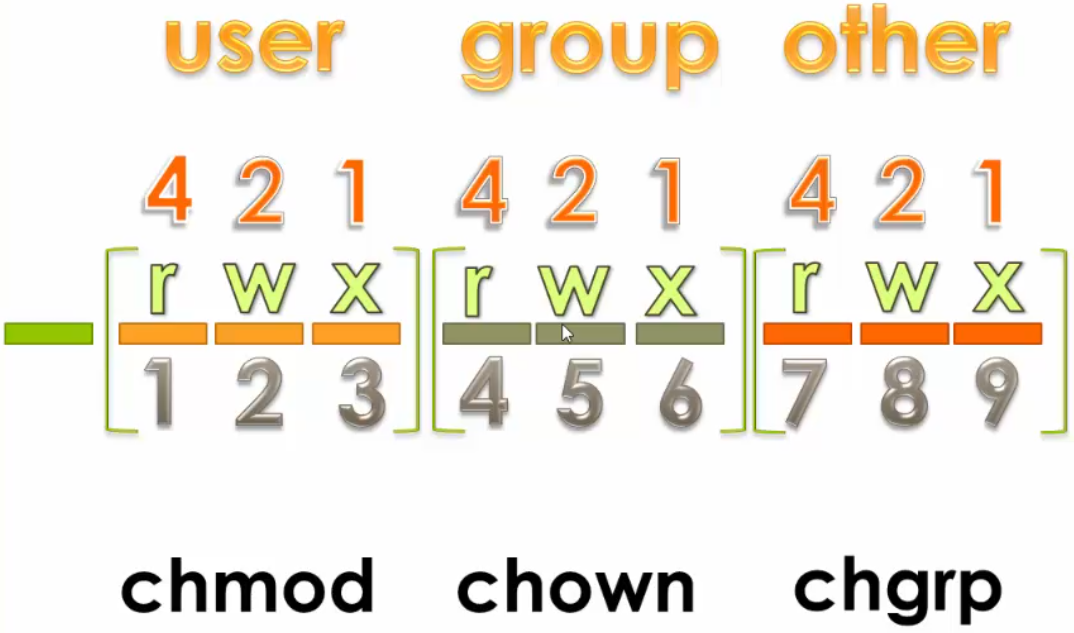 user group other
4 2 1 4 2 1 4 2 1
r w x r w x r w x
1 2 3 4 5 6 7 8 9
chmod chown chgrp